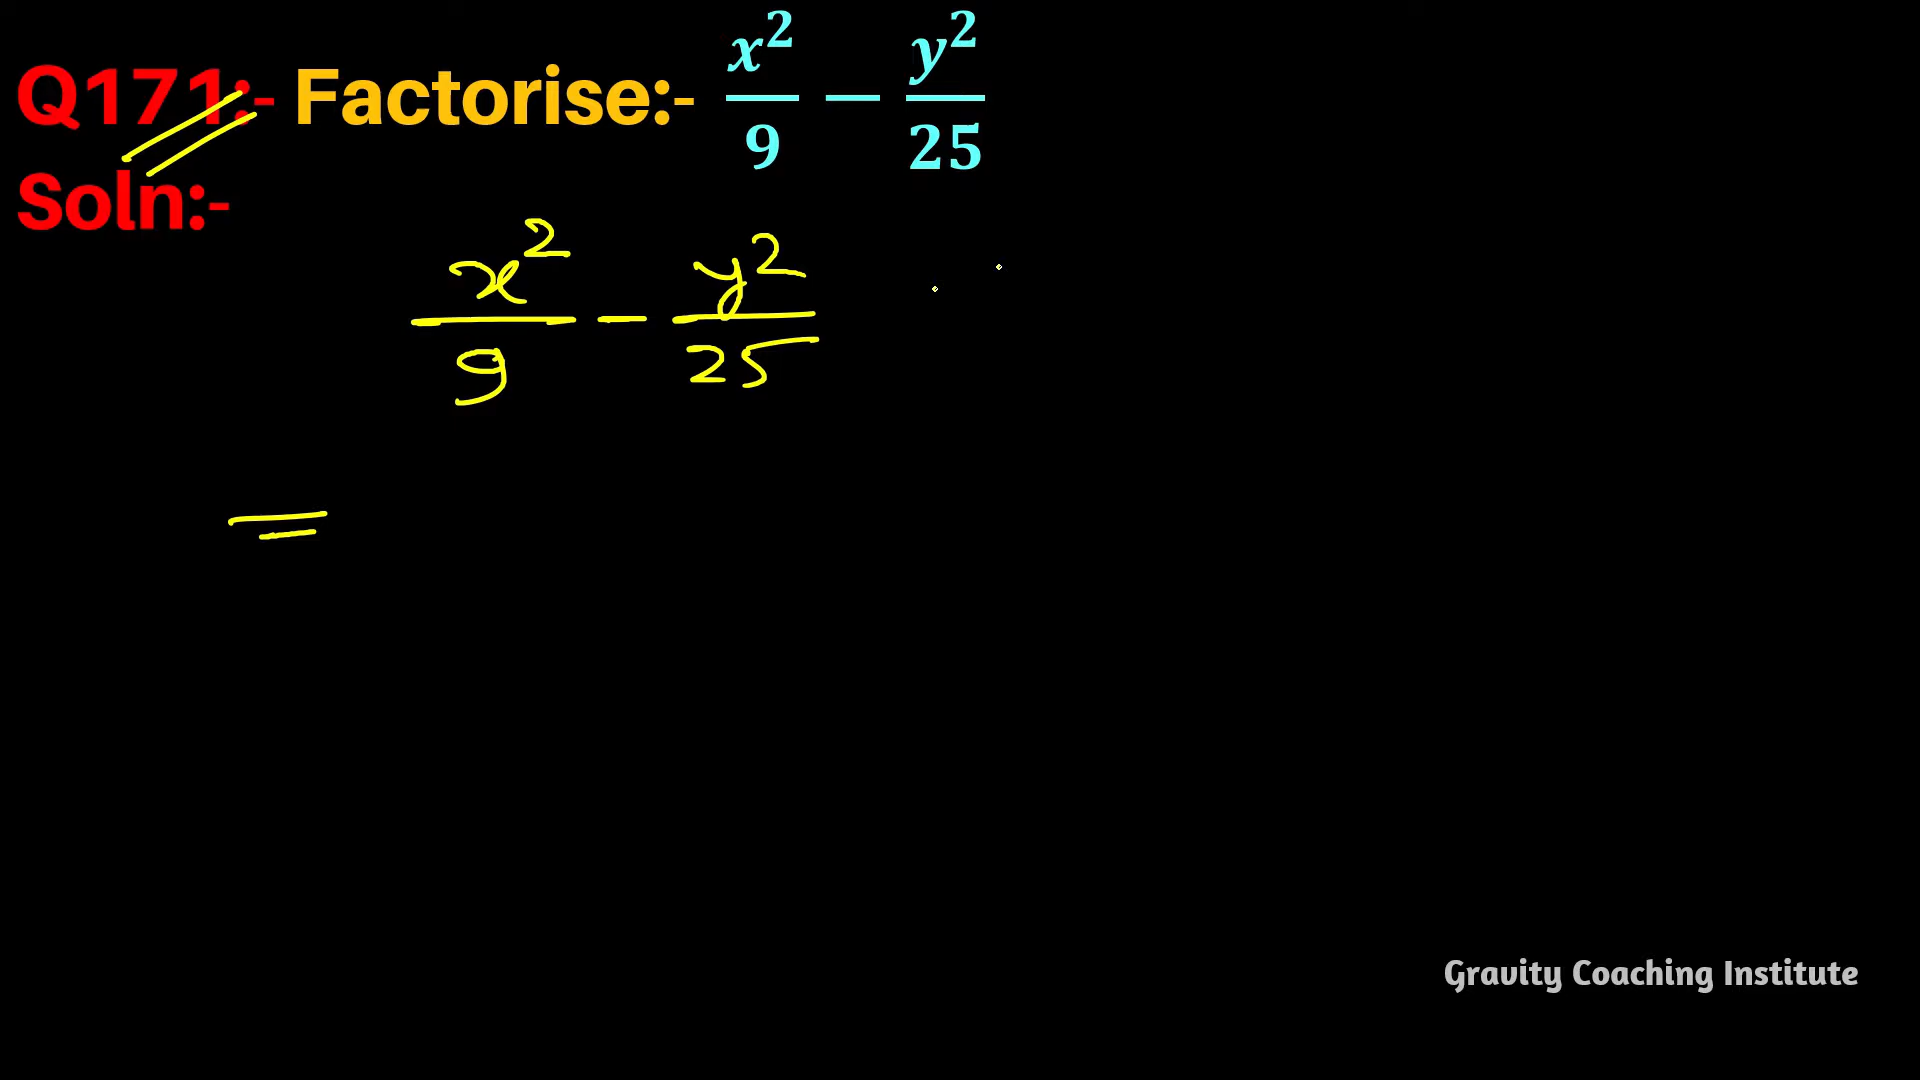 Q171:- Factorise:- x²/9 − y²/25
Soln:-
x²/9 − y²/25
=
Gravity Coaching Institute